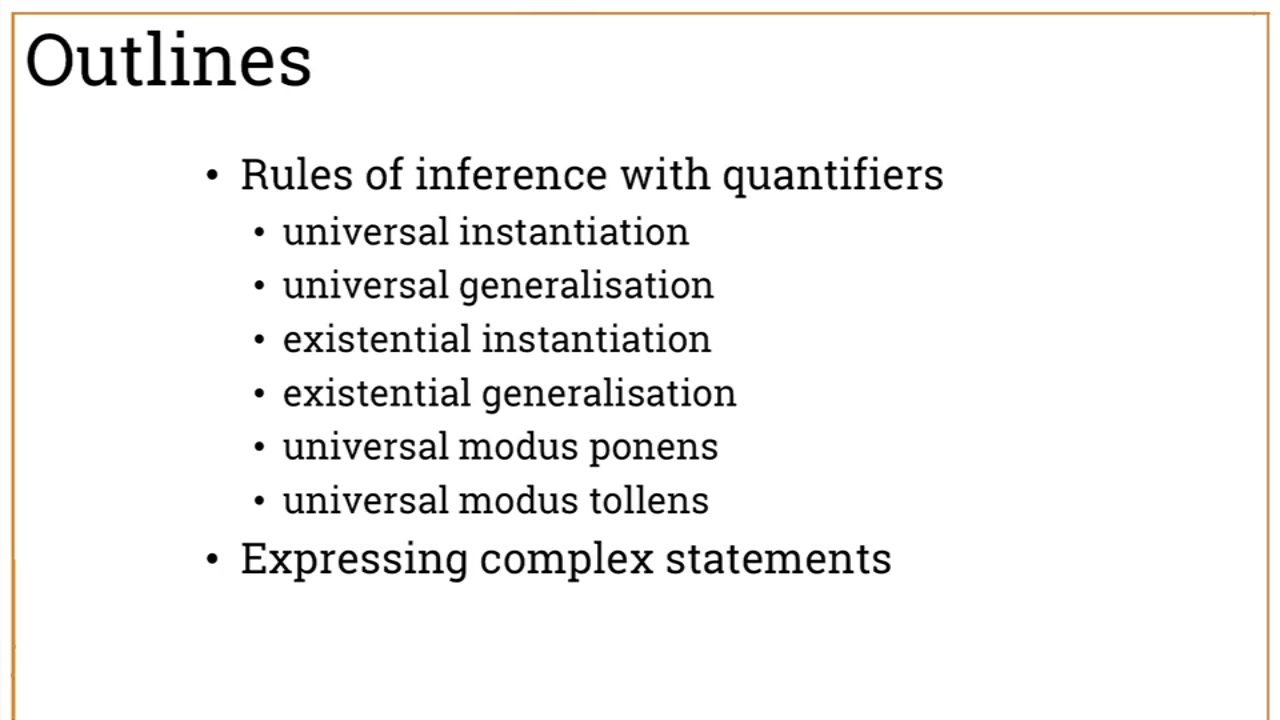 Outlines
• Rules of inference with quantifiers
• universal instantiation
• universal generalisation
• existential instantiation
• existential generalisation
• universal modus ponens
• universal modus tollens
• Expressing complex statements